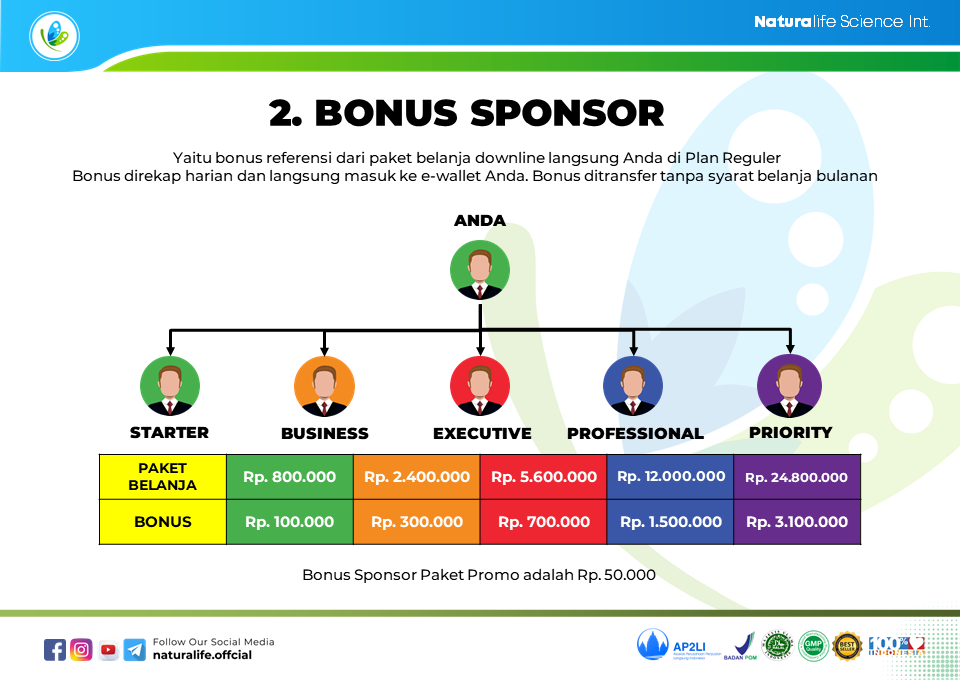 Naturalife Science Int.
2. BONUS SPONSOR
Yaitu bonus referensi dari paket belanja downline langsung Anda di Plan Reguler
Bonus direkap harian dan langsung masuk ke e-wallet Anda. Bonus ditransfer tanpa syarat belanja bulanan
ANDA
STARTER
BUSINESS
EXECUTIVE
PROFESSIONAL
PRIORITY
PAKET
BELANJA
Rp. 800.000
Rp. 2.400.000
Rp. 5.600.000
Rp. 12.000.000
Rp. 24.800.000
BONUS
Rp. 100.000
Rp. 300.000
Rp. 700.000
Rp. 1.500.000
Rp. 3.100.000
Bonus Sponsor Paket Promo adalah Rp. 50.000
Follow Our Social Media
naturalife.offcial
AP2LI
BADAN POM
HALAL
GMP
Quality
BEST
SELLER
100%
INDONESIA